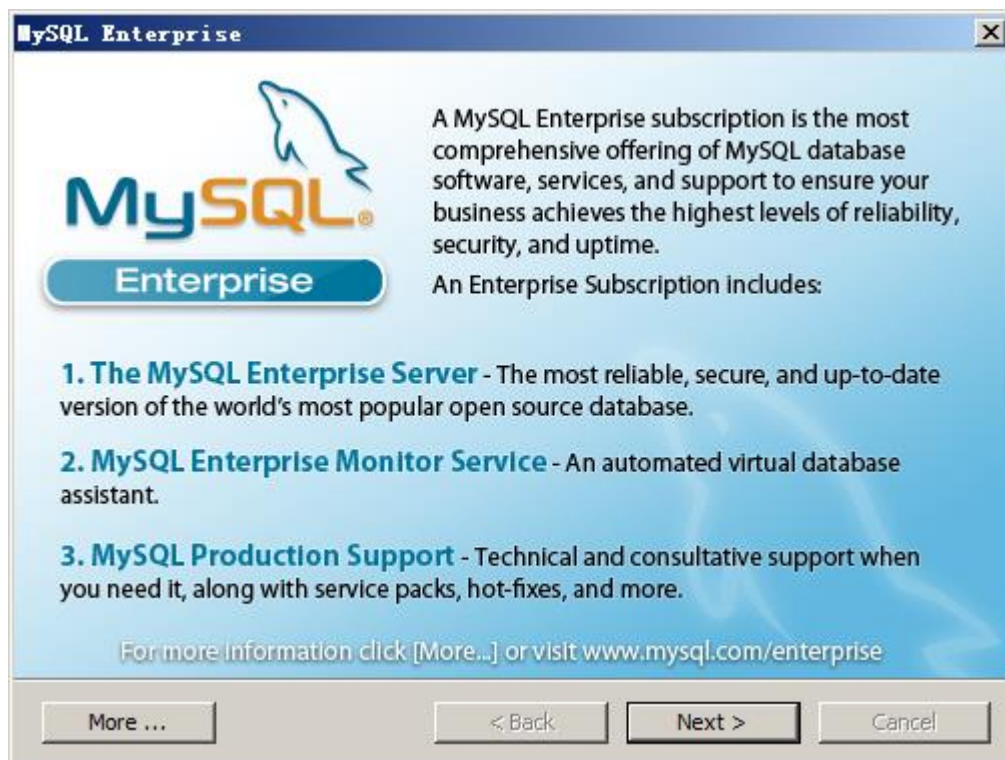 MySQL Enterprise
A MySQL Enterprise subscription is the most
comprehensive offering of MySQL database
software, services, and support to ensure your
business achieves the highest levels of reliability,
security, and uptime.
An Enterprise Subscription includes:
MySQL®
Enterprise
1. The MySQL Enterprise Server - The most reliable, secure, and up-to-date
version of the world's most popular open source database.
2. MySQL Enterprise Monitor Service - An automated virtual database
assistant.
3. MySQL Production Support - Technical and consultative support when
you need it, along with service packs, hot-fixes, and more.
For more information click [More...] or visit www.mysql.com/enterprise
More ...
< Back
Next >
Cancel